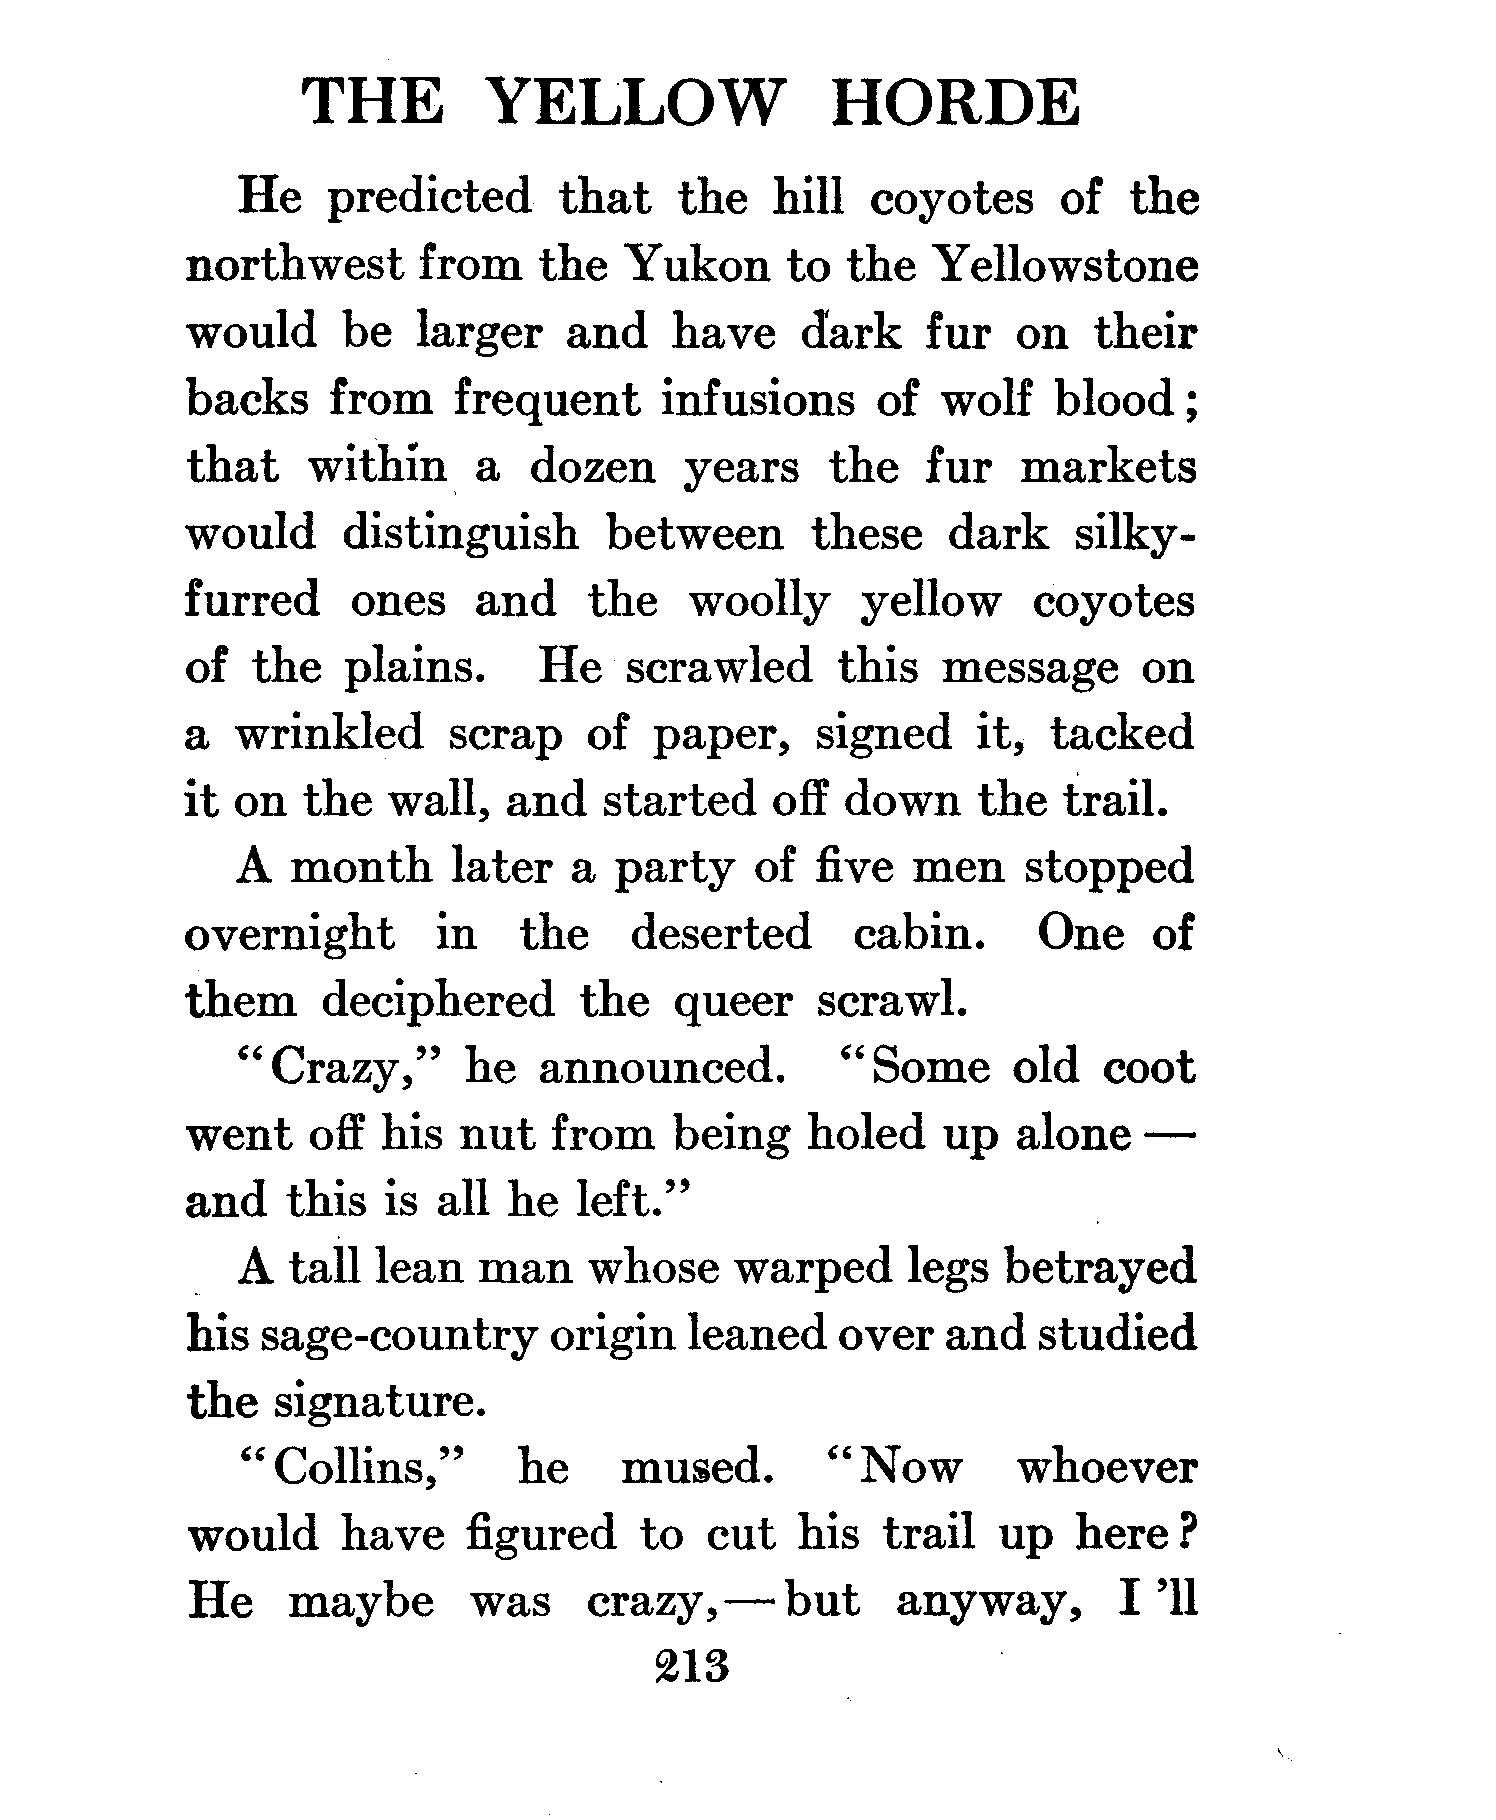 THE YELLOW HORDE
He predicted that the hill coyotes of the
northwest from the Yukon to the Yellowstone
would be larger and have dark fur on their
backs from frequent infusions of wolf blood;
that within a dozen years the fur markets
would distinguish between these dark silky-
furred ones and the woolly yellow coyotes
of the plains. He scrawled this message on
a wrinkled scrap of paper, signed it, tacked
it on the wall, and started off down the trail.
A month later a party of five men stopped
overnight in the deserted cabin. One of
them deciphered the queer scrawl.
“Crazy,” he announced. “Some old coot
went off his nut from being holed up alone —
and this is all he left.”
A tall lean man whose warped legs betrayed
his sage-country origin leaned over and studied
the signature.
“Collins,” he mused. “Now whoever
would have figured to cut his trail up here?
He maybe was crazy,— but anyway, I 'll
213